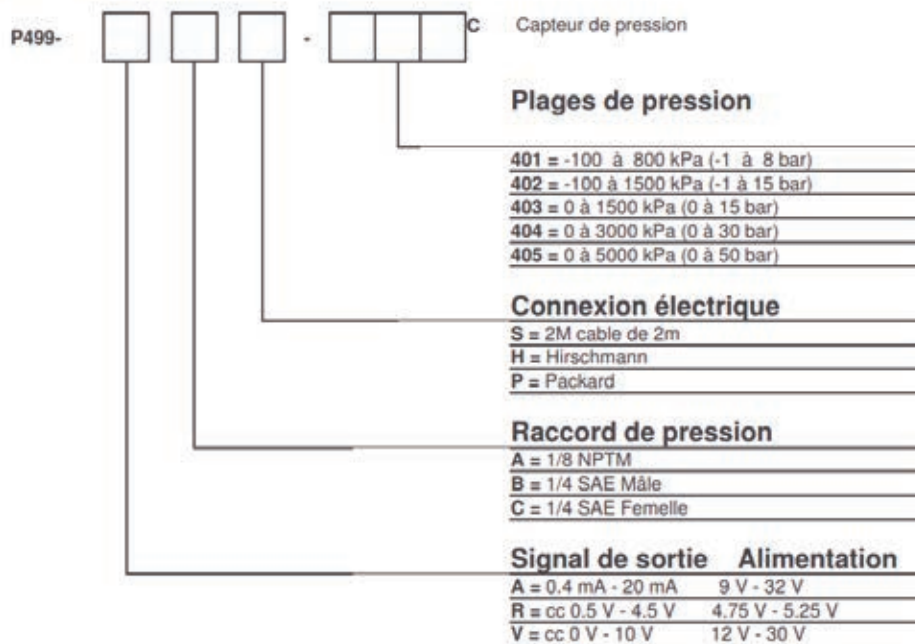 P499- - C Capteur de pression
Plages de pression
401 = -100 à 800 kPa (-1 à 8 bar)
402 = -100 à 1500 kPa (-1 à 15 bar)
403 = 0 à 1500 kPa (0 à 15 bar)
404 = 0 à 3000 kPa (0 à 30 bar)
405 = 0 à 5000 kPa (0 à 50 bar)
Connexion électrique
S = 2M cable de 2m
H = Hirschmann
P = Packard
Raccord de pression
A = 1/8 NPTM
B = 1/4 SAE Mâle
C = 1/4 SAE Femelle
Signal de sortie Alimentation
A = 0.4 mA - 20 mA 9 V - 32 V
R = cc 0.5 V - 4.5 V 4.75 V - 5.25 V
V = cc 0 V - 10 V 12 V - 30 V